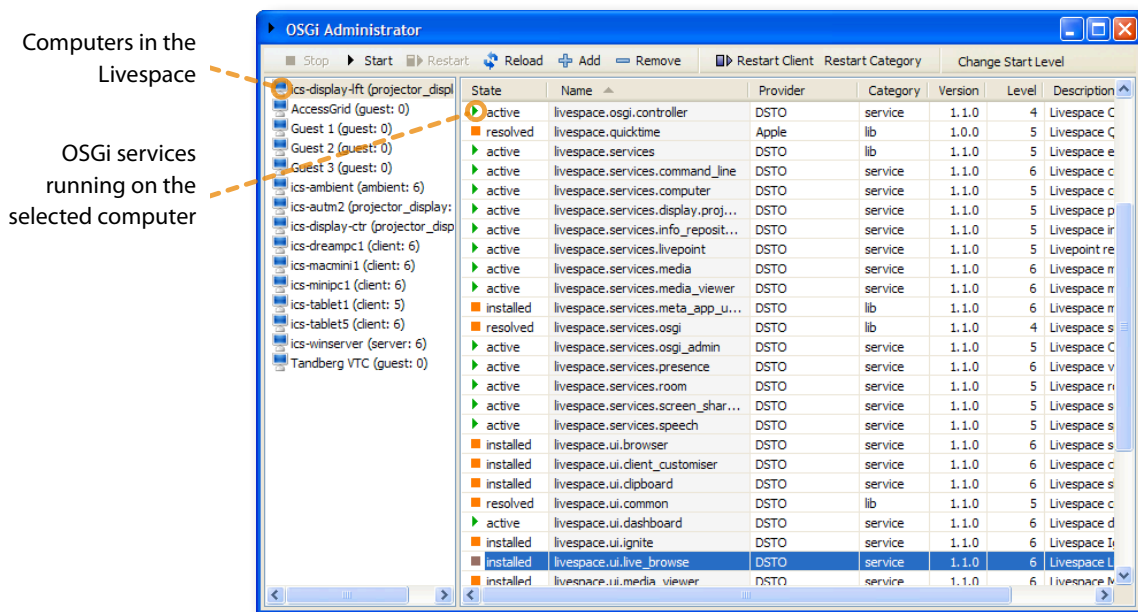 OSGi Administrator
Computers in the
Livespace
OSGi services
running on the
selected computer
Stop Start Restart Reload Add Remove Restart Client Restart Category Change Start Level
ics-display-lft (projector_displ
AccessGrid (guest: 0)
Guest 1 (guest: 0)
Guest 2 (guest: 0)
Guest 3 (guest: 0)
ics-ambient (ambient: 6)
ics-autm2 (projector_display:
ics-display-ctr (projector_disp
ics-dreampc1 (client: 6)
ics-macmini1 (client: 6)
ics-minipc1 (client: 6)
ics-tablet1 (client: 5)
ics-tablet5 (client: 6)
ics-winserver (server: 6)
Tandberg VTC (guest: 0)
State Name Provider Category Version Level Description
active livespace.osgi.controller DSTO service 1.1.0 4 Livespace C
resolved livespace.quicktime Apple lib 1.0.0 5 Livespace Q
active livespace.services DSTO lib 1.1.0 5 Livespace e
active livespace.services.command_line DSTO service 1.1.0 6 Livespace c
active livespace.services.computer DSTO service 1.1.0 5 Livespace c
active livespace.services.display.proj... DSTO service 1.1.0 5 Livespace p
active livespace.services.info_reposit... DSTO service 1.1.0 5 Livespace ir
active livespace.services.livepoint DSTO service 1.1.0 5 Livepoint re
active livespace.services.media DSTO service 1.1.0 6 Livespace m
active livespace.services.media_viewer DSTO service 1.1.0 6 Livespace m
installed livespace.services.meta_app_u... DSTO lib 1.1.0 6 Livespace m
resolved livespace.services.osgi DSTO lib 1.1.0 4 Livespace s
active livespace.services.osgi_admin DSTO service 1.1.0 5 Livespace C
active livespace.services.presence DSTO service 1.1.0 6 Livespace v
active livespace.services.room DSTO service 1.1.0 5 Livespace r
active livespace.services.screen_shar... DSTO service 1.1.0 5 Livespace s
active livespace.services.speech DSTO service 1.1.0 5 Livespace s
installed livespace.ui.browser DSTO service 1.1.0 6 Livespace s
installed livespace.ui.client_customiser DSTO service 1.1.0 6 Livespace c
installed livespace.ui.clipboard DSTO service 1.1.0 6 Livespace s
resolved livespace.ui.common DSTO lib 1.1.0 5 Livespace c
active livespace.ui.dashboard DSTO service 1.1.0 6 Livespace d
installed livespace.ui.ignite DSTO service 1.1.0 6 Livespace I
installed livespace.ui.live_browse DSTO service 1.1.0 6 Livespace L
installed livespace.ui.media_viewer DSTO service 1.1.0 6 Livespace M